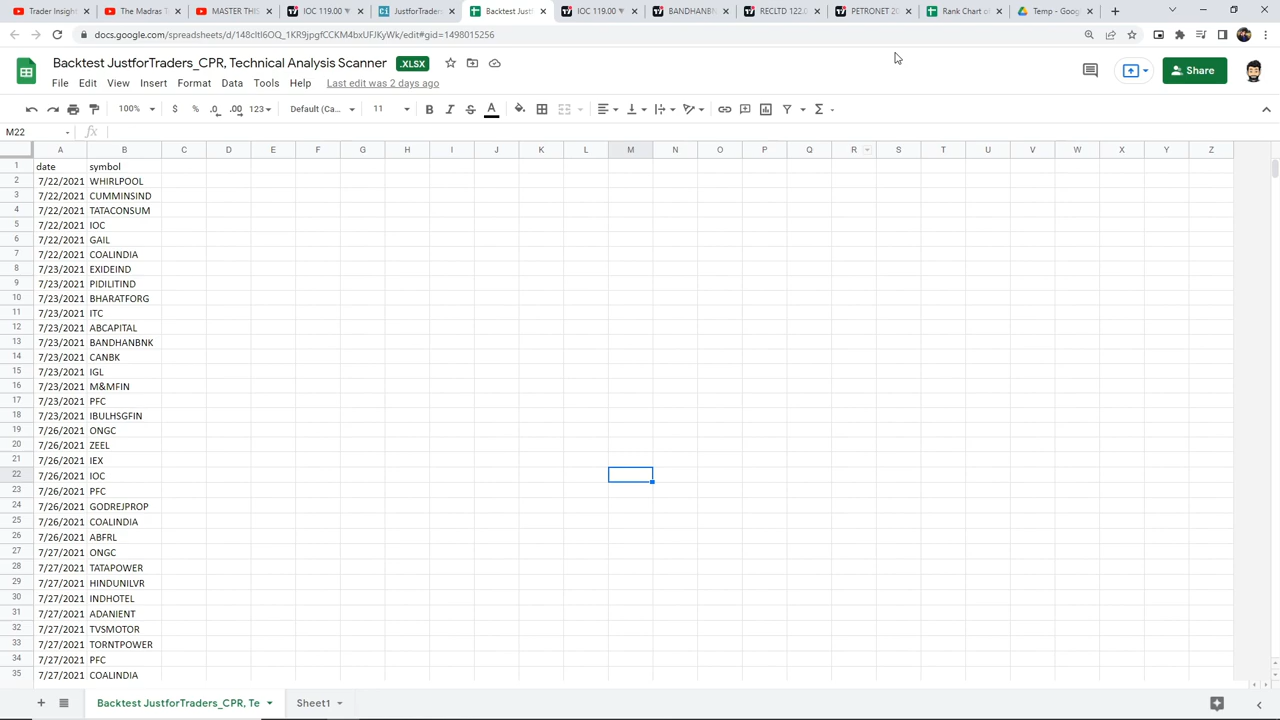 Trader Insight
The Madras T
MASTER THIS
IOC 119.00
JustforTraders
Backtest Justf
IOC 119.00
BANDHANBN
RECLTD 123.
PETRONET 20
Rank Chart on
Temp - Goog
docs.google.com/spreadsheets/d/148cltl6OQ_1KR9jpgfCCKM4bxUFJKyWk/edit#gid=1498015256
Backtest JustforTraders_CPR, Technical Analysis Scanner .XLSX
Share
File Edit View Insert Format Data Tools Help Last edit was 2 days ago
100% $ % .0 .00 123 Default (Ca... 11 B I S A
M22 fx
A B C D E F G H I J K L M N O P Q R S T U V W X Y Z
1 date symbol
2 7/22/2021 WHIRLPOOL
3 7/22/2021 CUMMINSIND
4 7/22/2021 TATACONSUM
5 7/22/2021 IOC
6 7/22/2021 GAIL
7 7/22/2021 COALINDIA
8 7/23/2021 EXIDEIND
9 7/23/2021 PIDILITIND
10 7/23/2021 BHARATFORG
11 7/23/2021 ITC
12 7/23/2021 ABCAPITAL
13 7/23/2021 BANDHANBNK
14 7/23/2021 CANBK
15 7/23/2021 IGL
16 7/23/2021 M&MFIN
17 7/23/2021 PFC
18 7/23/2021 IBULHSGFIN
19 7/26/2021 ONGC
20 7/26/2021 ZEEL
21 7/26/2021 IEX
22 7/26/2021 IOC
23 7/26/2021 PFC
24 7/26/2021 GODREJPROP
25 7/26/2021 COALINDIA
26 7/26/2021 ABFRL
27 7/27/2021 ONGC
28 7/27/2021 TATAPOWER
29 7/27/2021 HINDUNILVR
30 7/27/2021 INDHOTEL
31 7/27/2021 ADANIENT
32 7/27/2021 TVSMOTOR
33 7/27/2021 TORNTPOWER
34 7/27/2021 PFC
35 7/27/2021 COALINDIA
Backtest JustforTraders_CPR, Te Sheet1